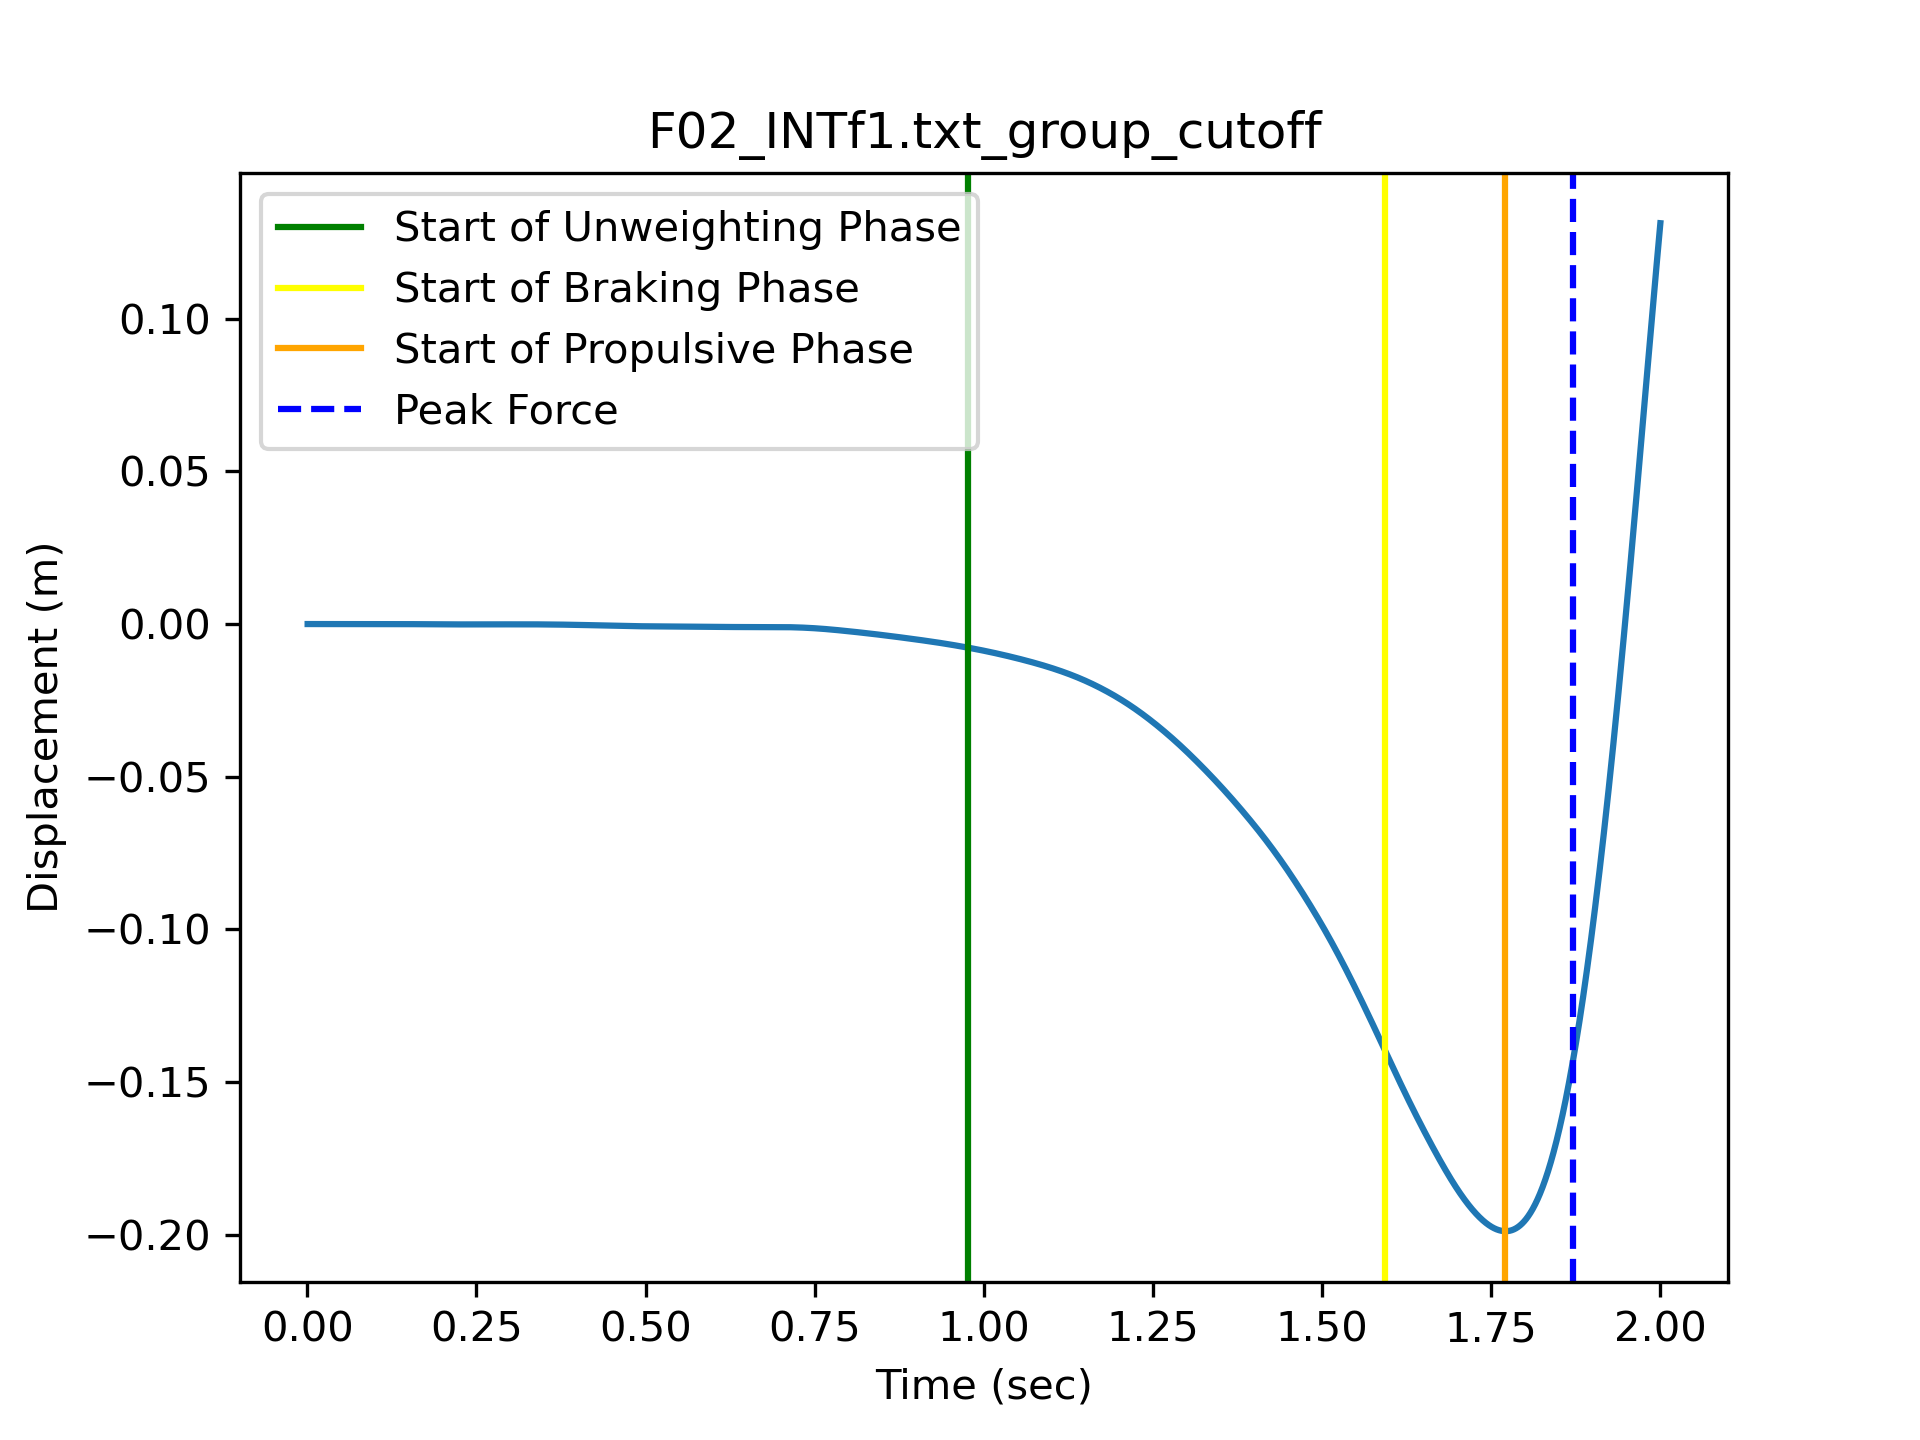 F02_INTf1.txt_group_cutoff
Start of Unweighting Phase
Start of Braking Phase
Start of Propulsive Phase
Peak Force
0.10
0.05
0.00
−0.05
−0.10
−0.15
−0.20
Displacement (m)
0.00 0.25 0.50 0.75 1.00 1.25 1.50 1.75 2.00
Time (sec)